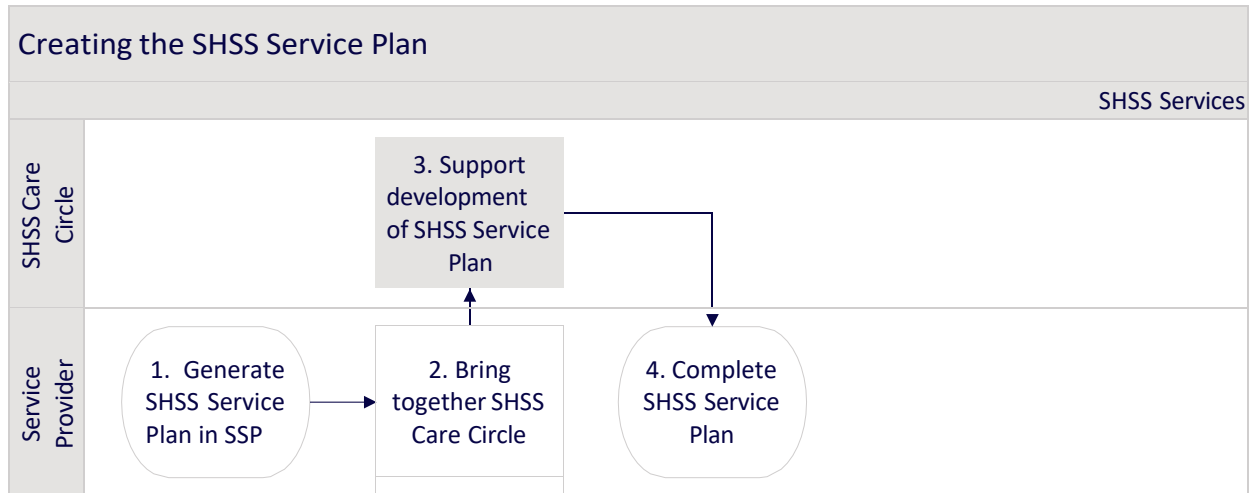 Creating the SHSS Service Plan
SHSS Services
SHSS Care
Circle
3. Support
development
of SHSS Service
Plan
Service
Provider
1. Generate
SHSS Service
Plan in SSP
2. Bring
together SHSS
Care Circle
4. Complete
SHSS Service
Plan